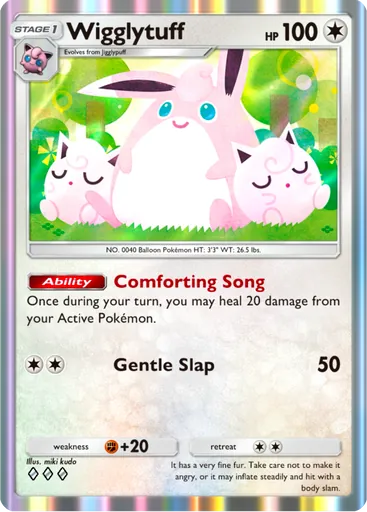 STAGE 1
Wigglytuff
HP 100
Evolves from Jigglypuff
NO. 0040 Balloon Pokémon HT: 3'3" WT: 26.5 lbs.
Ability Comforting Song
Once during your turn, you may heal 20 damage from
your Active Pokémon.
Gentle Slap 50
weakness +20 retreat
Illus. miki kudo
It has a very fine fur. Take care not to make it
angry, or it may inflate steadily and hit with a
body slam.